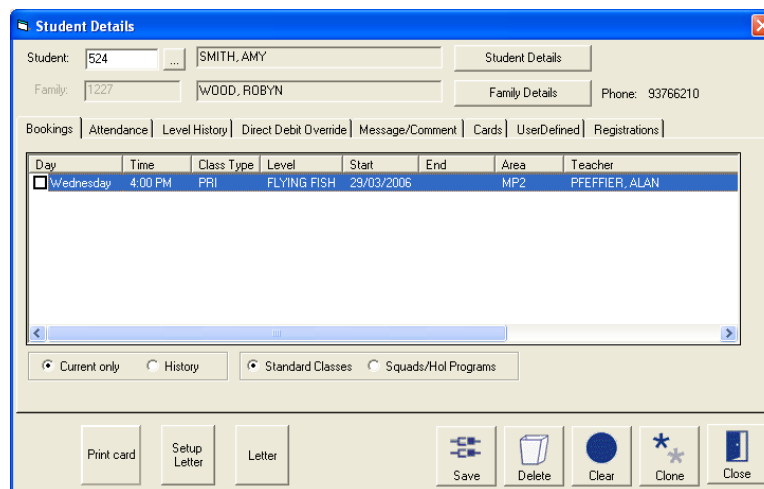 Student Details
Student: 524 ... SMITH, AMY Student Details
Family: 1227 WOOD, ROBYN Family Details Phone: 93766210
Bookings Attendance Level History Direct Debit Override Message/Comment Cards UserDefined Registrations
Day Time Class Type Level Start End Area Teacher
Wednesday 4:00 PM PRI FLYING FISH 29/03/2006 MP2 PFEFFIER, ALAN
Current only History Standard Classes Squads/Hol Programs
Print card Setup Letter Letter Save Delete Clear Clone Close